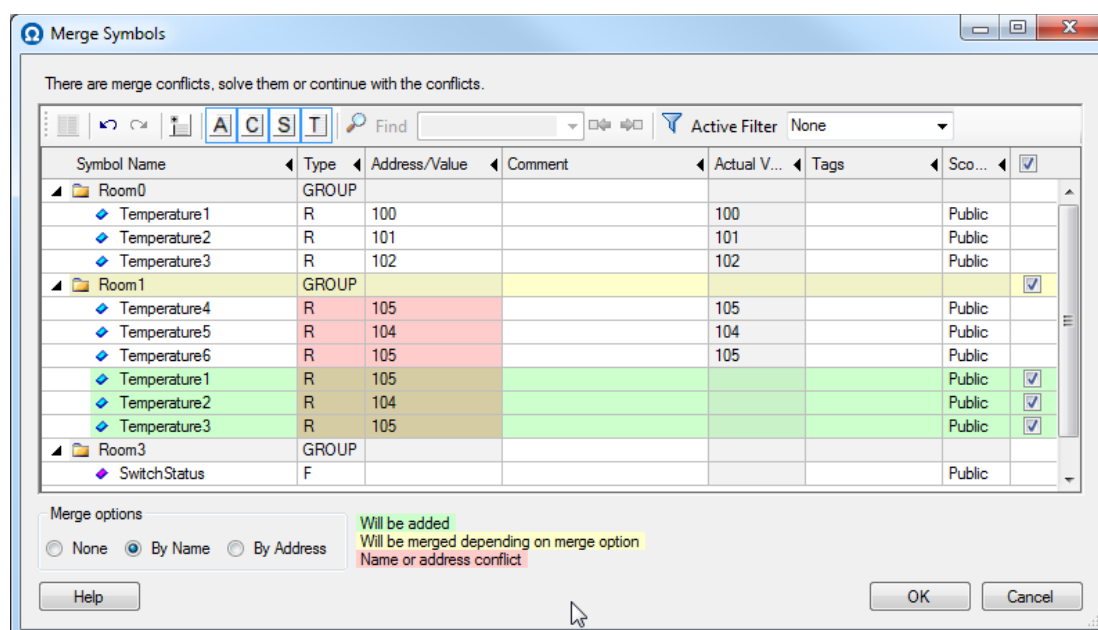 Merge Symbols
There are merge conflicts, solve them or continue with the conflicts.
A C S T Find Active Filter None
Symbol Name Type Address/Value Comment Actual V... Tags Sco...
Room0 GROUP
Temperature1 R 100 100 Public
Temperature2 R 101 101 Public
Temperature3 R 102 102 Public
Room1 GROUP
Temperature4 R 105 105 Public
Temperature5 R 104 104 Public
Temperature6 R 105 105 Public
Temperature1 R 105 Public
Temperature2 R 104 Public
Temperature3 R 105 Public
Room3 GROUP
SwitchStatus F Public
Merge options
None By Name By Address
Will be added
Will be merged depending on merge option
Name or address conflict
Help OK Cancel